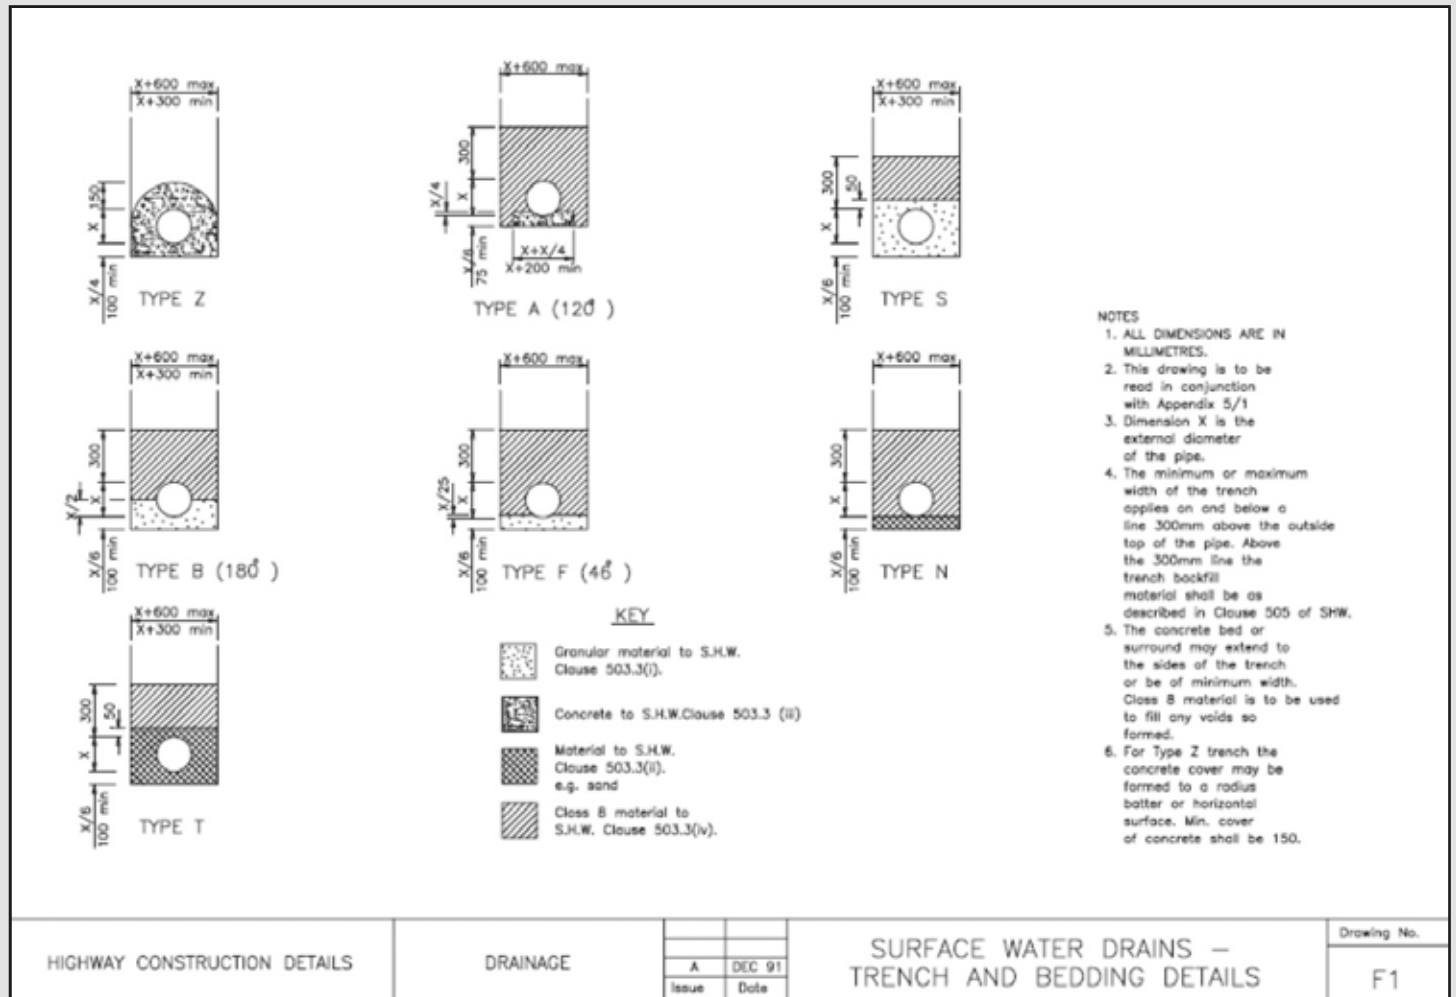 X+600 max
X+300 min
150
X
X/4
100 min
TYPE Z
X+600 max
300
X/4
X
X/6
75 min
X+X/4
X+200 min
TYPE A (120° )
X+600 max
X+300 min
300
50
X
X/6
100 min
TYPE S
X+600 max
X+300 min
300
X/2
X
X/6
100 min
TYPE B (180° )
X+600 max
300
X/25
X
X/6
100 min
TYPE F (46° )
X+600 max
300
X
X/6
100 min
TYPE N
X+600 max
X+300 min
300
50
X
X/6
100 min
TYPE T
KEY
Granular material to S.H.W.
Clause 503.3(i).
Concrete to S.H.W.Clause 503.3 (iii)
Material to S.H.W.
Clause 503.3(ii).
e.g. sand
Class 8 material to
S.H.W. Clause 503.3(iv).
NOTES
1. ALL DIMENSIONS ARE IN
MILLIMETRES.
2. This drawing is to be
read in conjunction
with Appendix 5/1
3. Dimension X is the
external diameter
of the pipe.
4. The minimum or maximum
width of the trench
applies on and below a
line 300mm above the outside
top of the pipe. Above
the 300mm line the
trench backfill
material shall be as
described in Clause 505 of SHW.
5. The concrete bed or
surround may extend to
the sides of the trench
or be of minimum width.
Class 8 material is to be used
to fill any voids so
formed.
6. For Type Z trench the
concrete cover may be
formed to a radius
batter or horizontal
surface. Min. cover
of concrete shall be 150.
HIGHWAY CONSTRUCTION DETAILS
DRAINAGE
A DEC 91
Issue Date
SURFACE WATER DRAINS –
TRENCH AND BEDDING DETAILS
Drawing No.
F1